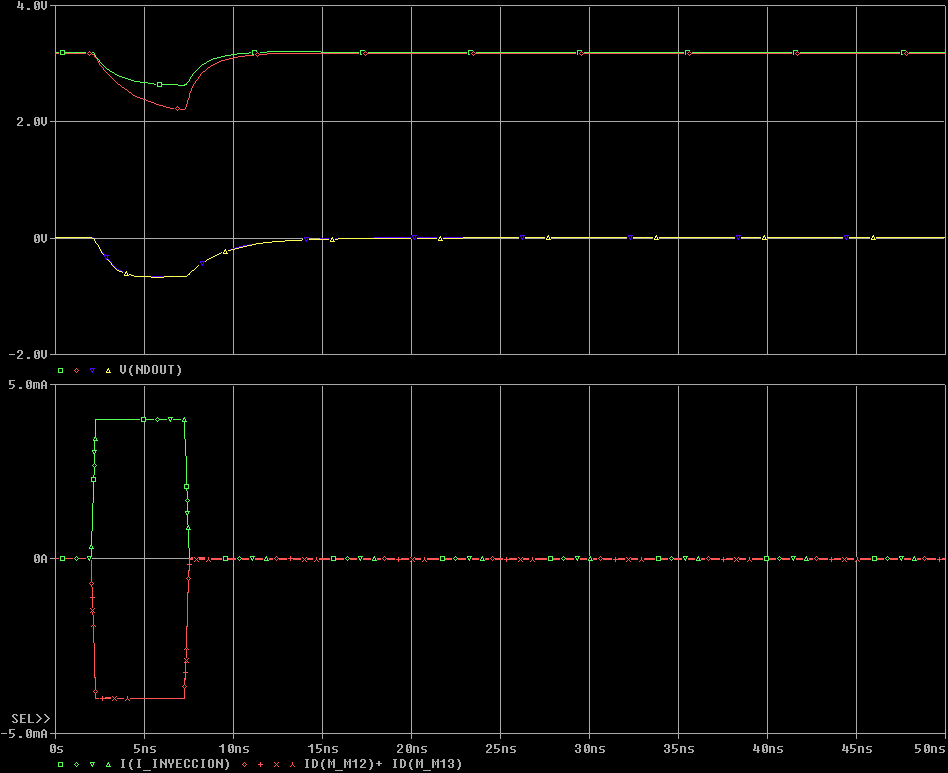 4.0V
2.0V
0V
-2.0V
V(NDOUT)
5.0mA
0A
SEL>>
-5.0mA
0s 5ns 10ns 15ns 20ns 25ns 30ns 35ns 40ns 45ns 50ns
I(I_INYECCION) ID(M_M12)+ ID(M_M13)